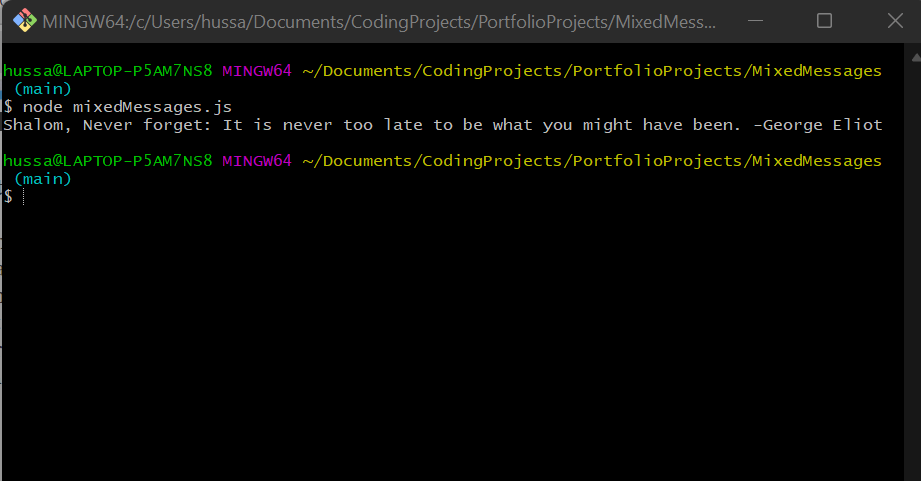 MINGW64:/c/Users/hussa/Documents/CodingProjects/PortfolioProjects/MixedMess...
hussa@LAPTOP-P5AM7NS8 MINGW64 ~/Documents/CodingProjects/PortfolioProjects/MixedMessages
(main)
$ node mixedMessages.js
Shalom, Never forget: It is never too late to be what you might have been. -George Eliot
hussa@LAPTOP-P5AM7NS8 MINGW64 ~/Documents/CodingProjects/PortfolioProjects/MixedMessages
(main)
$